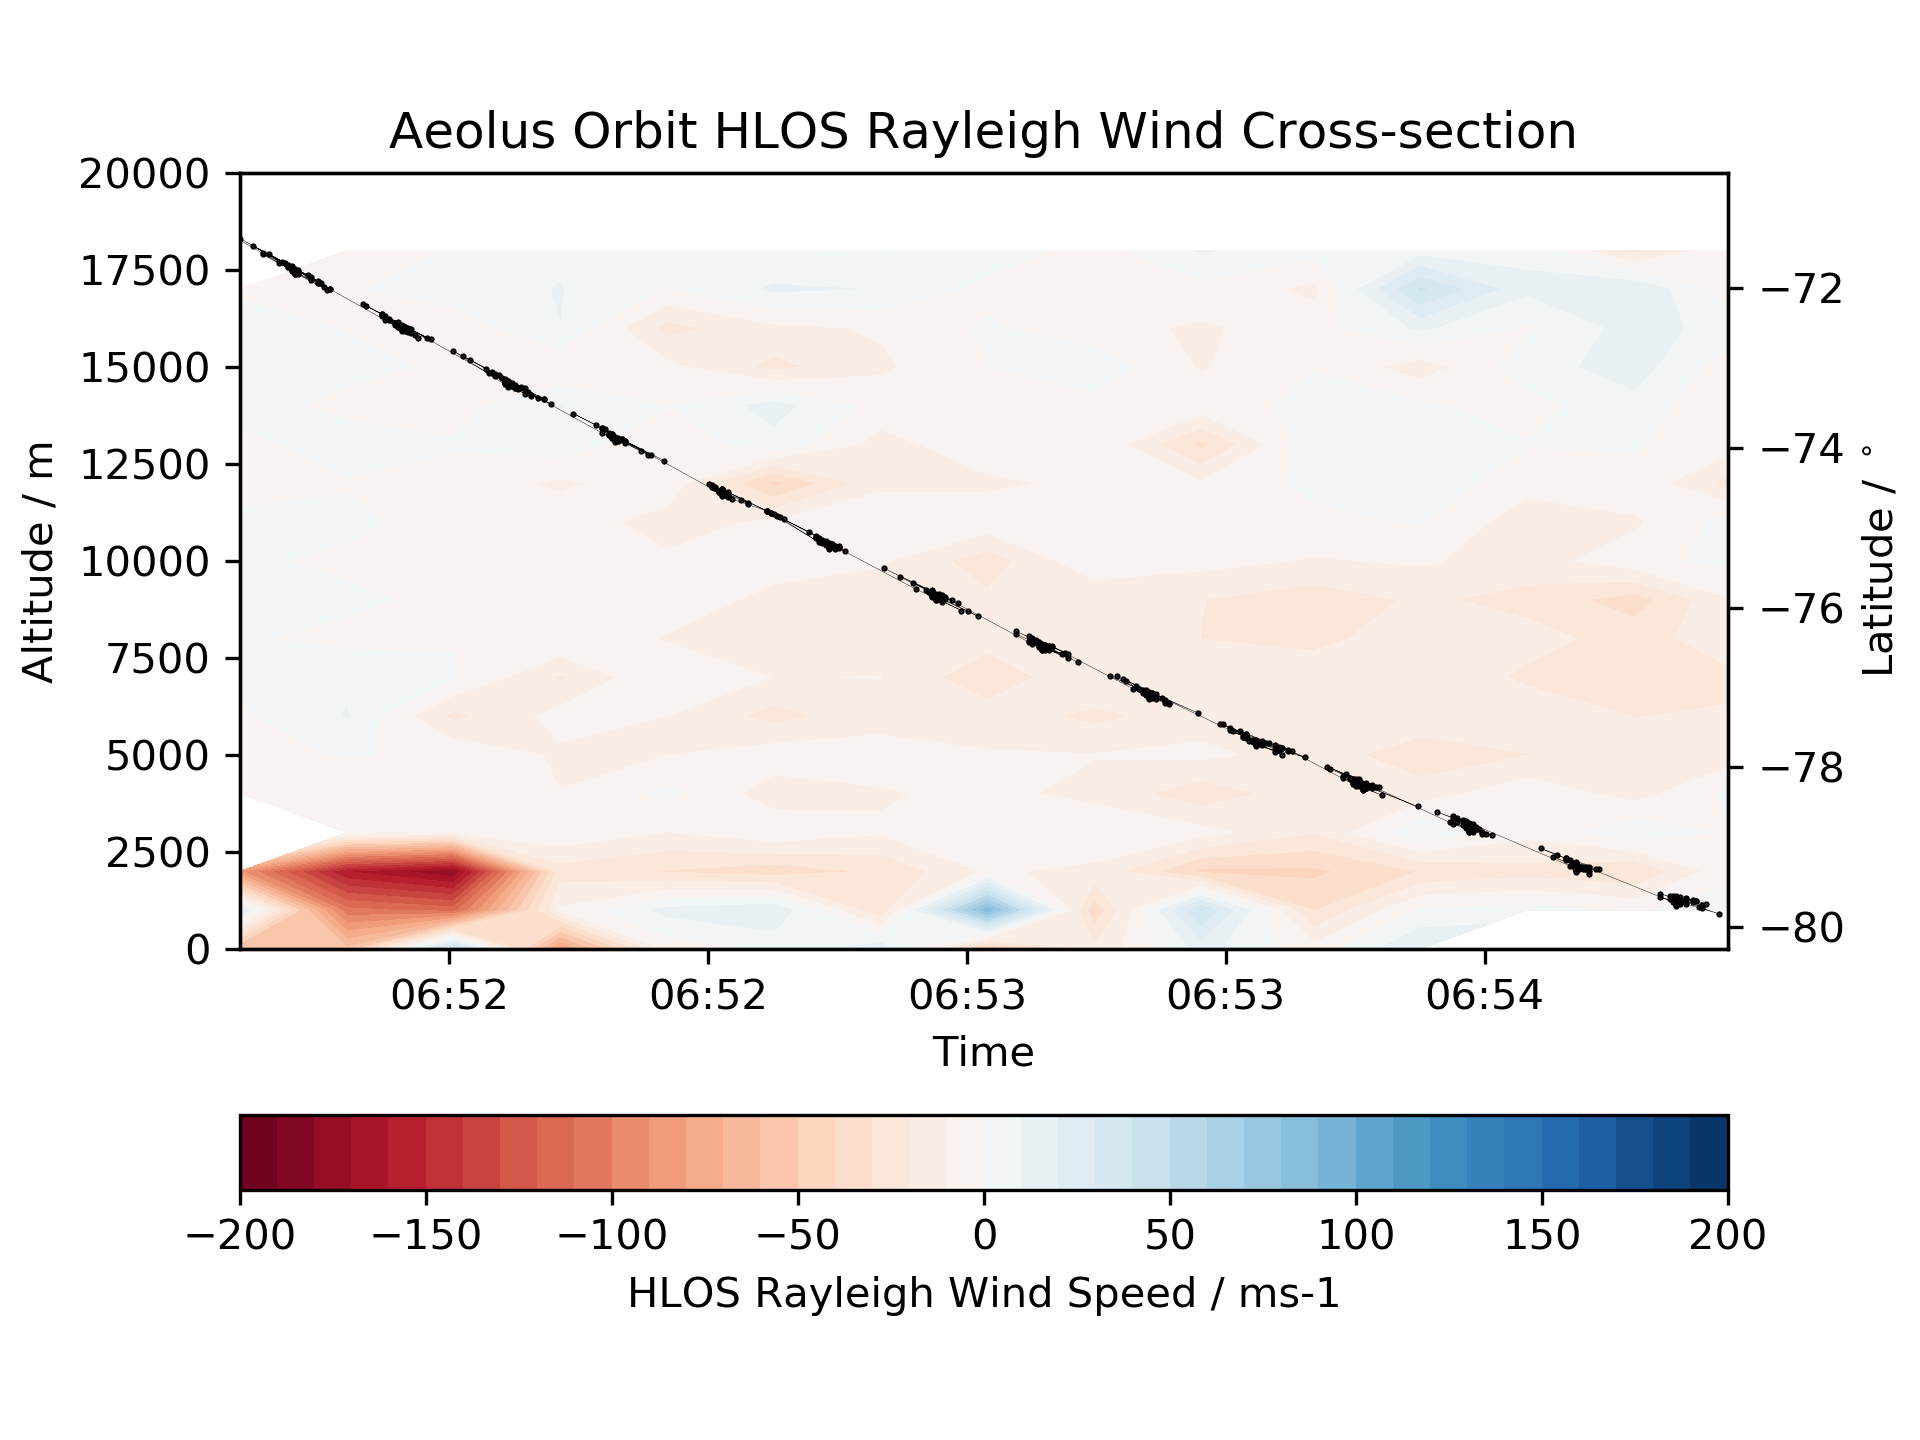 Aeolus Orbit HLOS Rayleigh Wind Cross-section
20000
17500
15000
12500
10000
7500
5000
2500
0
Altitude / m
−72
−74
−76
−78
−80
Latitude / °
06:52 06:52 06:53 06:53 06:54
Time
−200 −150 −100 −50 0 50 100 150 200
HLOS Rayleigh Wind Speed / ms-1